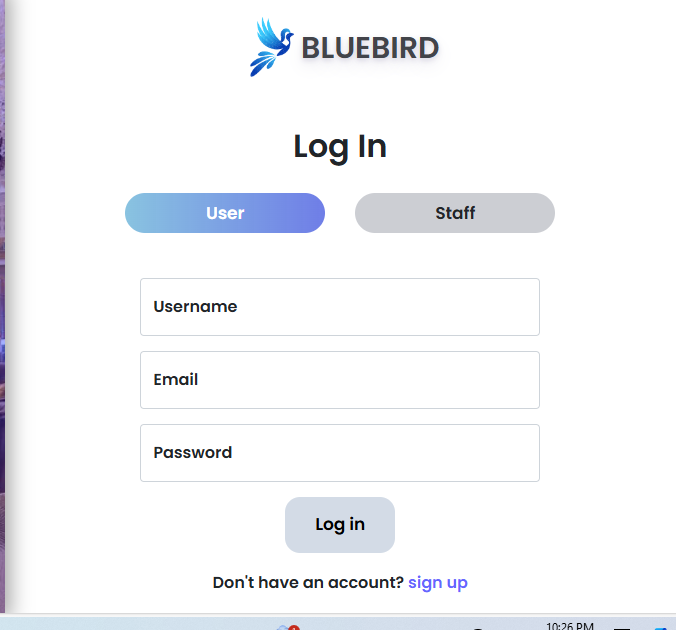 BLUEBIRD
Log In
User Staff
Username
Email
Password
Log in
Don't have an account? sign up
10:26 PM